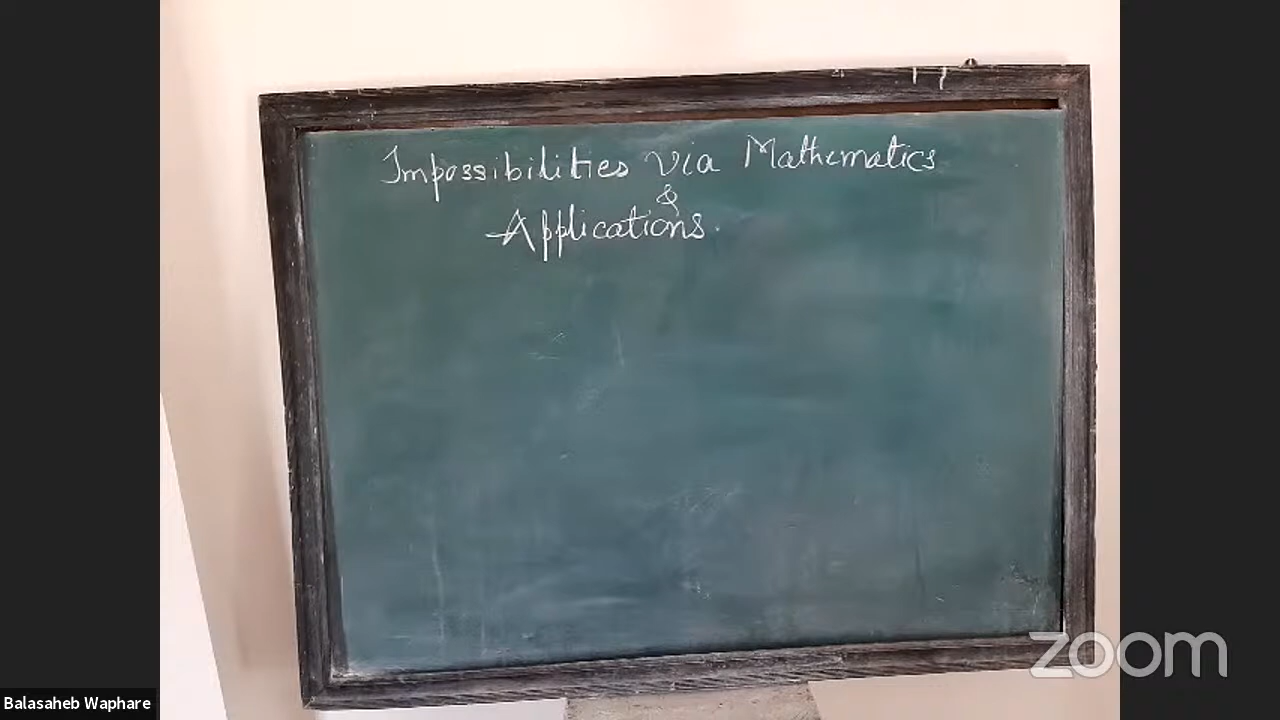 Impossibilities via Mathematics
&
Applications.
zoom
Balasaheb Waphare